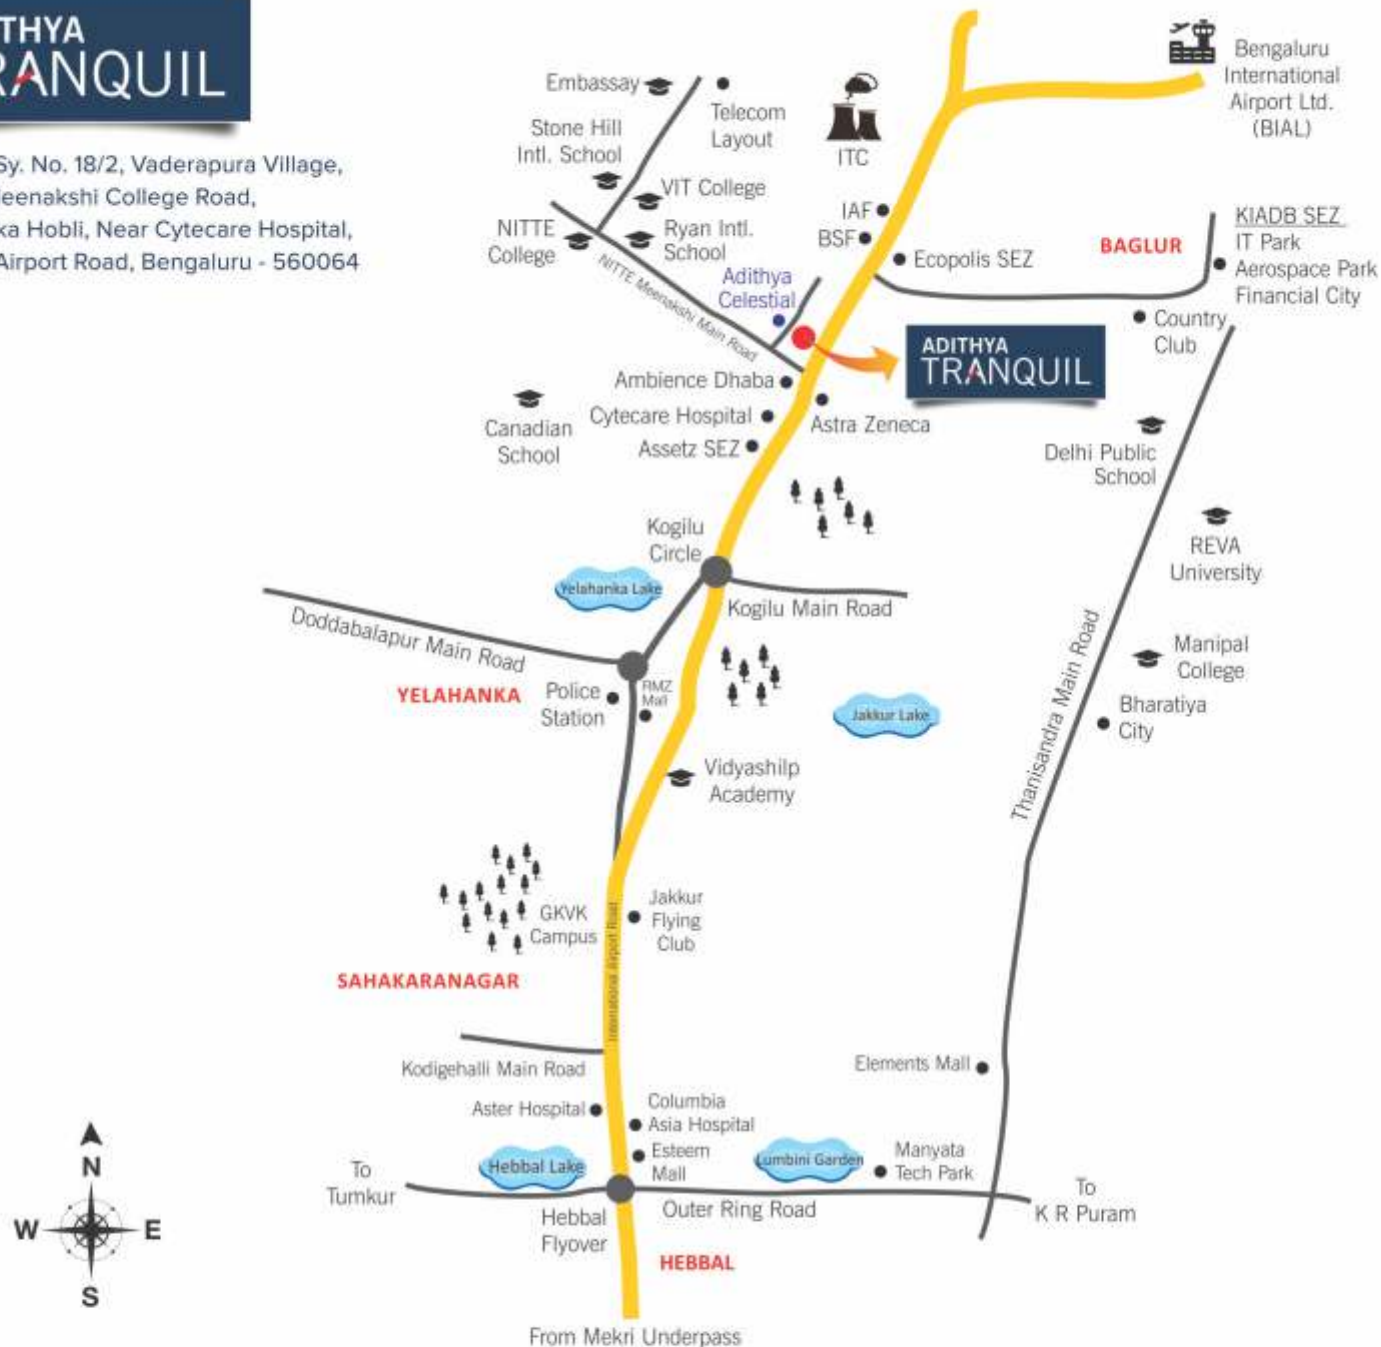 THYA
RANQUIL
Sy. No. 18/2, Vaderapura Village,
eenakshi College Road,
ka Hobli, Near Cytecare Hospital,
Airport Road, Bengaluru - 560064
Embassay
Telecom
Layout
Stone Hill
Intl. School
VIT College
NITTE
College
Ryan Intl.
School
NITTE Meenakshi Main Road
Adithya
Celestial
ITC
IAF
BSF
Ecopolis SEZ
Bengaluru
International
Airport Ltd.
(BIAL)
BAGLUR
KIADB SEZ
IT Park
Aerospace Park
Financial City
Country
Club
ADITHYA
TRANQUIL
Ambience Dhaba
Cytecare Hospital
Assetz SEZ
Astra Zeneca
Canadian
School
Delhi Public
School
REVA
University
Kogilu
Circle
Yelahanka Lake
Kogilu Main Road
Doddabalapur Main Road
YELAHANKA
Police
Station
RMZ
Mall
Jakkur Lake
Thanisandra Main Road
Manipal
College
Bharatiya
City
Vidyashilp
Academy
GKVK
Campus
International Airport Road
Jakkur
Flying
Club
SAHAKARANAGAR
Kodigehalli Main Road
Elements Mall
Aster Hospital
Columbia
Asia Hospital
Esteem
Mall
Hebbal Lake
Lumbini Garden
Manyata
Tech Park
To
Tumkur
Outer Ring Road
To
K R Puram
Hebbal
Flyover
HEBBAL
From Mekri Underpass
N
W
E
S